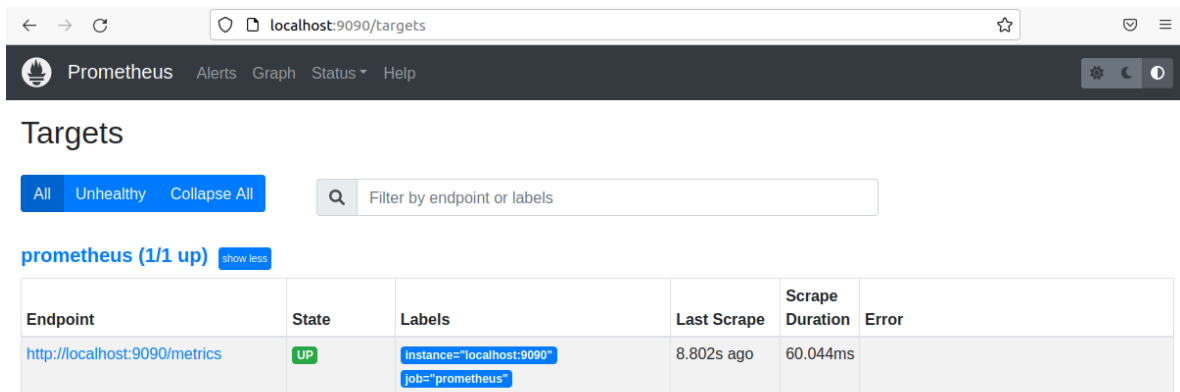 localhost:9090/targets
Prometheus Alerts Graph Status Help
Targets
All Unhealthy Collapse All
Filter by endpoint or labels
prometheus (1/1 up) show less
Endpoint State Labels Last Scrape Scrape Duration Error
http://localhost:9090/metrics UP instance="localhost:9090" 8.802s ago 60.044ms
job="prometheus"